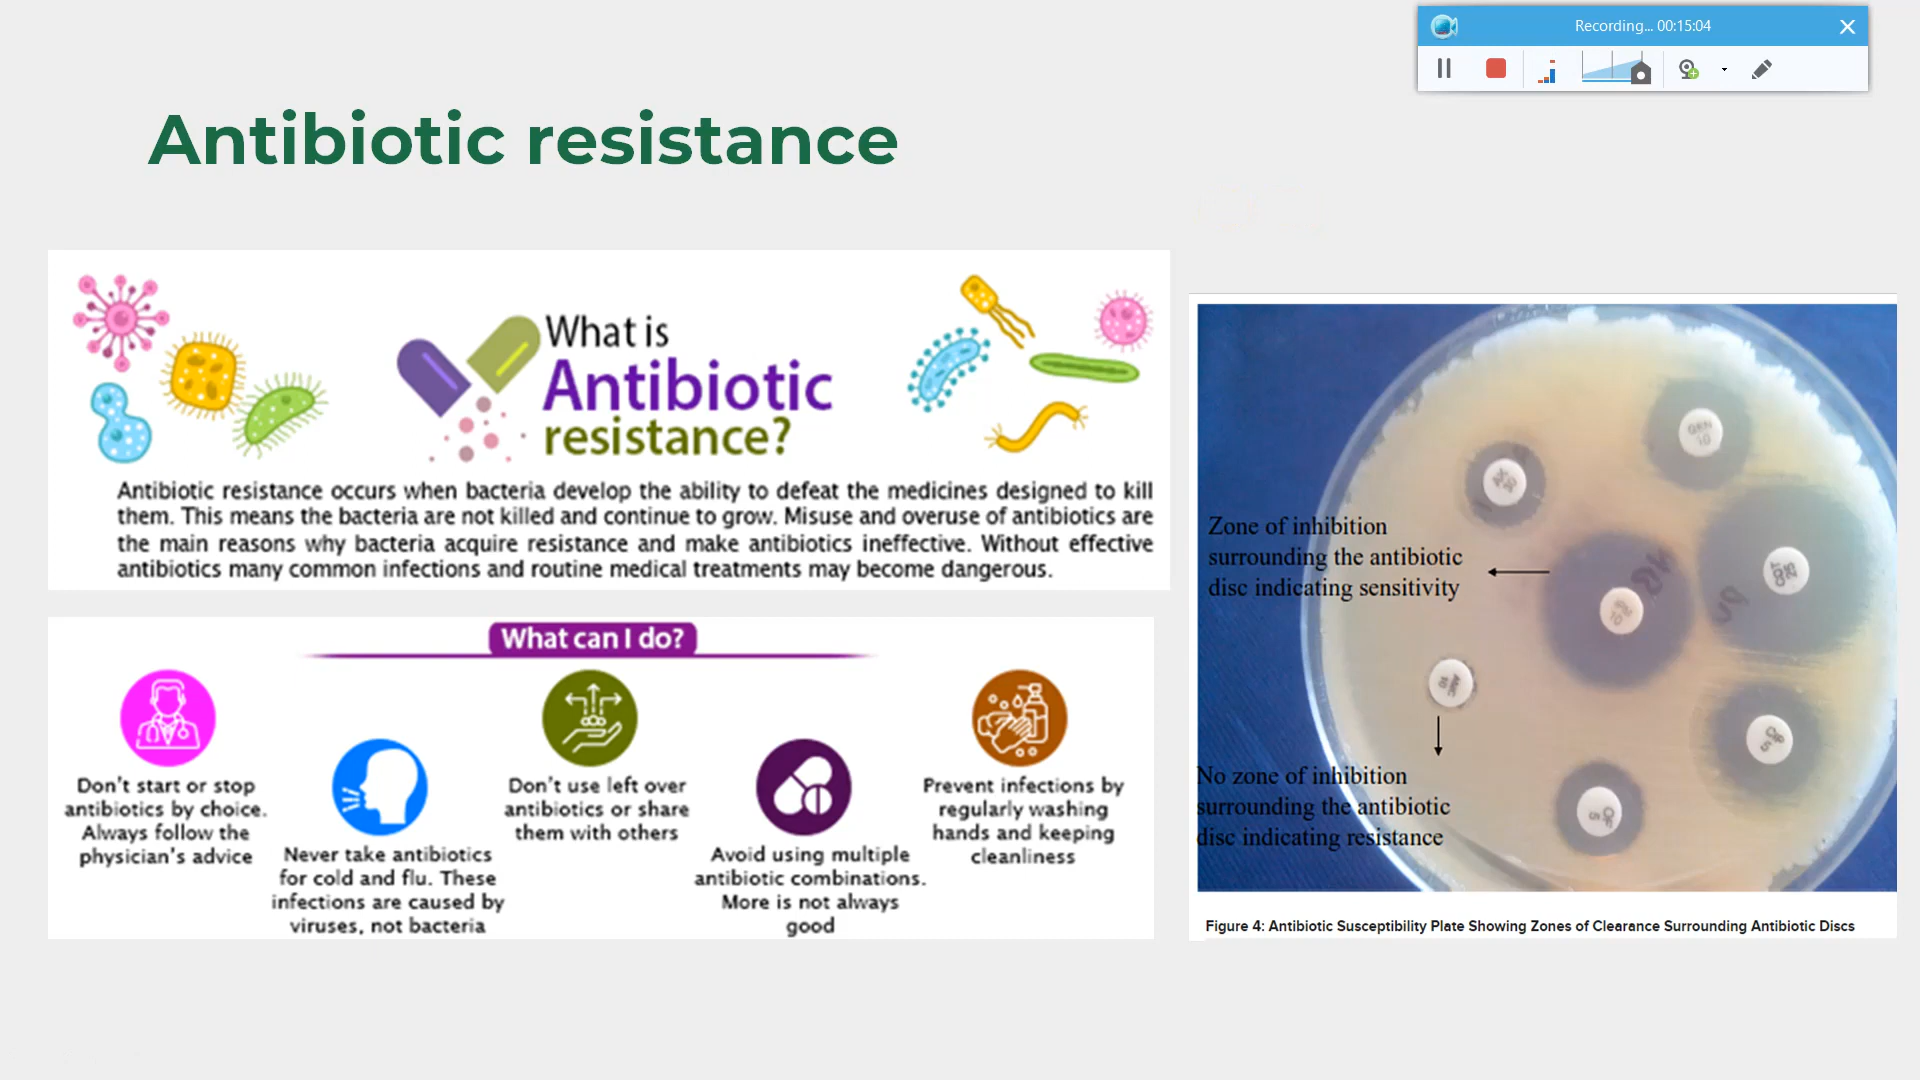 Recording... 00:15:04
Antibiotic resistance
What is
Antibiotic
resistance?
Antibiotic resistance occurs when bacteria develop the ability to defeat the medicines designed to kill
them. This means the bacteria are not killed and continue to grow. Misuse and overuse of antibiotics are
the main reasons why bacteria acquire resistance and make antibiotics ineffective. Without effective
antibiotics many common infections and routine medical treatments may become dangerous.
What can I do?
Don't start or stop
antibiotics by choice.
Always follow the
physician's advice
Never take antibiotics
for cold and flu. These
infections are caused by
viruses, not bacteria
Don't use left over
antibiotics or share
them with others
Avoid using multiple
antibiotic combinations.
More is not always
good
Prevent infections by
regularly washing
hands and keeping
cleanliness
Zone of inhibition
surrounding the antibiotic
disc indicating sensitivity
No zone of inhibition
surrounding the antibiotic
disc indicating resistance
GEN
10
CIP
5
Figure 4: Antibiotic Susceptibility Plate Showing Zones of Clearance Surrounding Antibiotic Discs